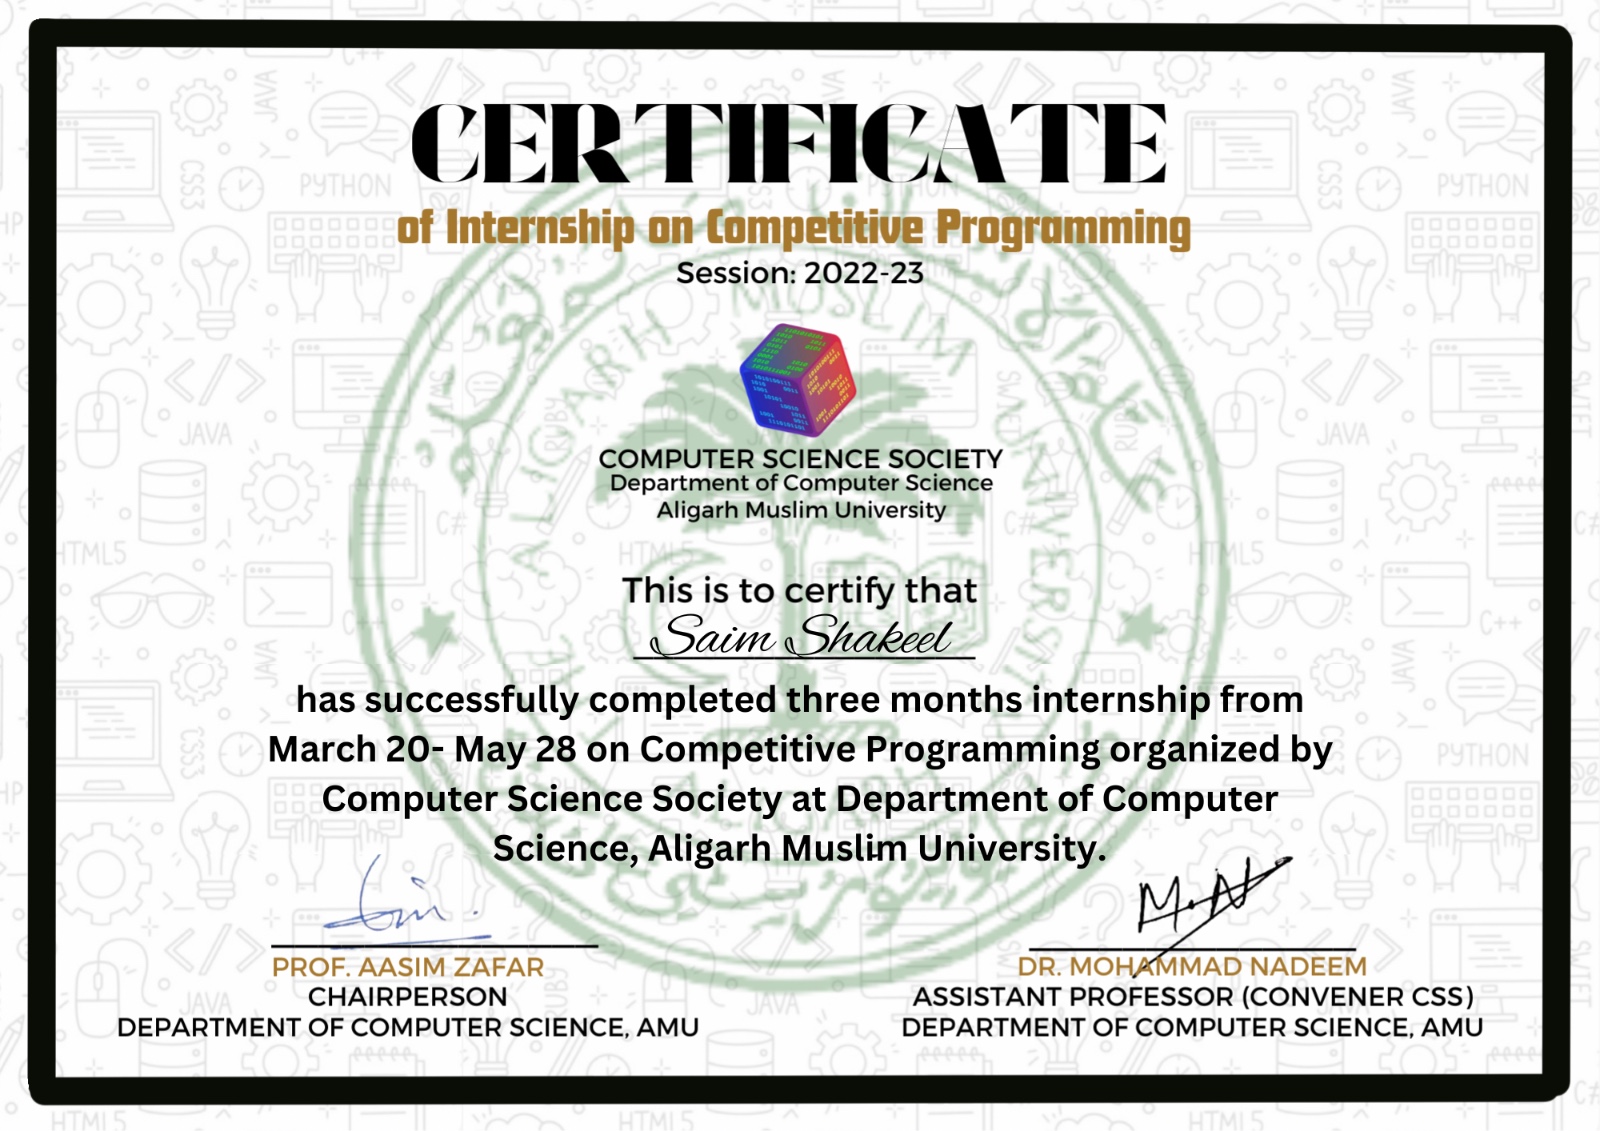 CERTIFICATE
of Internship on Competitive Programming
Session: 2022-23
COMPUTER SCIENCE SOCIETY
Department of Computer Science
Aligarh Muslim University
This is to certify that
Saim Shakeel
has successfully completed three months internship from
March 20- May 28 on Competitive Programming organized by
Computer Science Society at Department of Computer
Science, Aligarh Muslim University.
PROF. AASIM ZAFAR
CHAIRPERSON
DEPARTMENT OF COMPUTER SCIENCE, AMU
DR. MOHAMMAD NADEEM
ASSISTANT PROFESSOR (CONVENER CSS)
DEPARTMENT OF COMPUTER SCIENCE, AMU